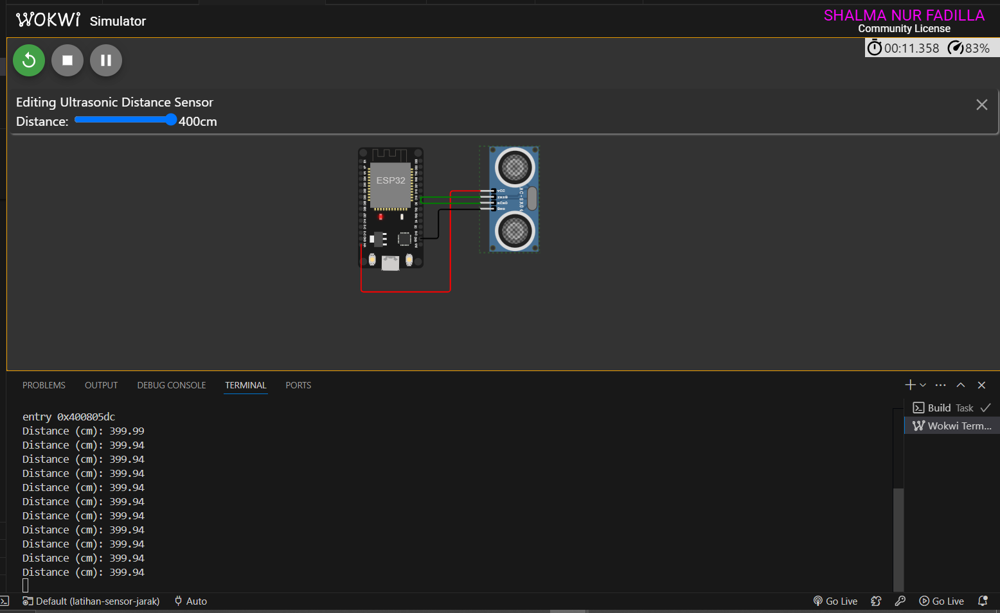 WOKWI Simulator
SHALMA NUR FADILLA
Community License
00:11.358 83%
Editing Ultrasonic Distance Sensor
Distance: 400cm
ESP32
PROBLEMS OUTPUT DEBUG CONSOLE TERMINAL PORTS
Build Task
Wokwi Term...
entry 0x400805dc
Distance (cm): 399.99
Distance (cm): 399.94
Distance (cm): 399.94
Distance (cm): 399.94
Distance (cm): 399.94
Distance (cm): 399.94
Distance (cm): 399.94
Distance (cm): 399.94
Distance (cm): 399.94
Distance (cm): 399.94
Distance (cm): 399.94
Default (latihan-sensor-jarak) Auto Go Live Go Live